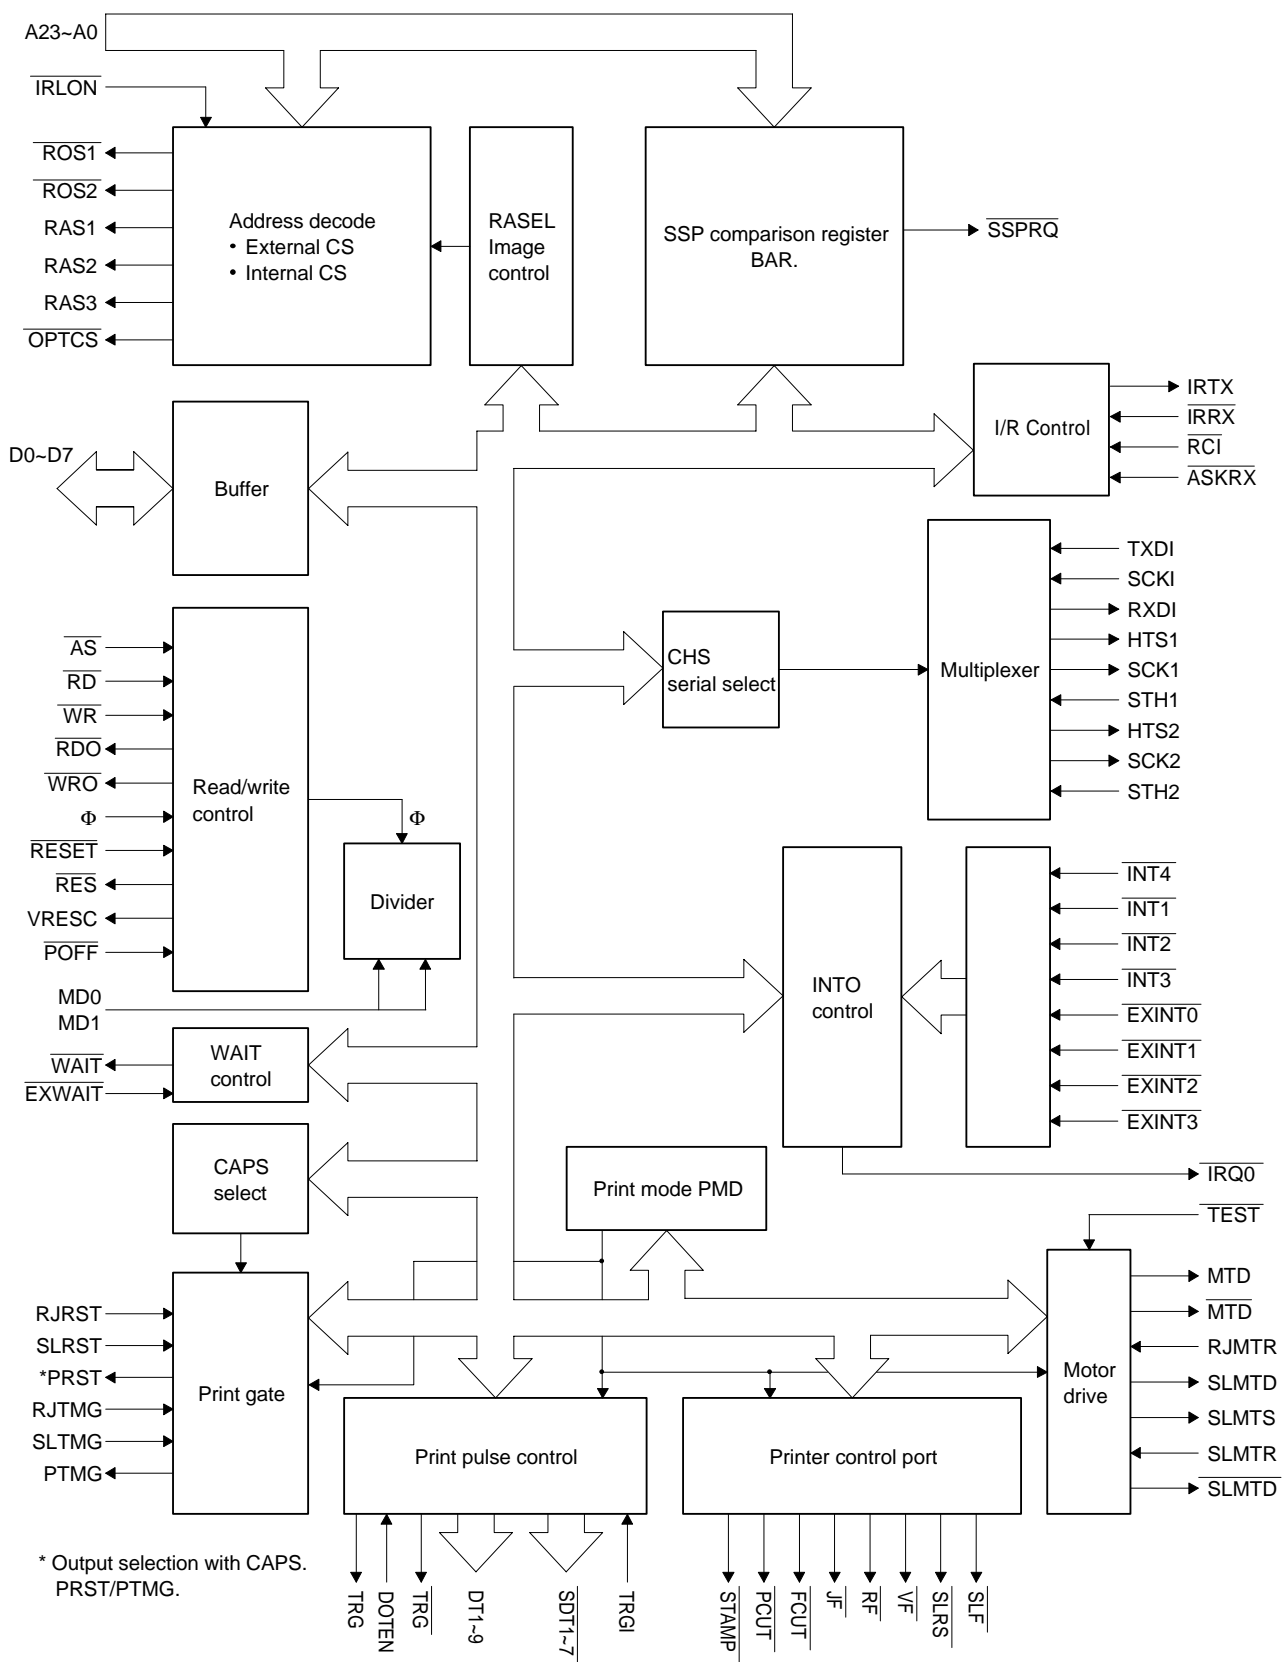 A23~A0
IRLON
ROS1
ROS2
RAS1
RAS2
RAS3
OPTCS
Address decode
• External CS
• Internal CS
RASEL
Image
control
SSP comparison register
BAR.
SSPRQ
IRTX
IRRX
RCI
ASKRX
I/R Control
D0~D7
Buffer
TXDI
SCKI
RXDI
HTS1
SCK1
STH1
HTS2
SCK2
STH2
CHS
serial select
Multiplexer
AS
RD
WR
RDO
WRO
Φ
RESET
RES
VRESC
POFF
Read/write
control
Φ
Divider
MD0
MD1
INT4
INT1
INT2
INT3
EXINT0
EXINT1
EXINT2
EXINT3
INTO
control
WAIT
EXWAIT
WAIT
control
CAPS
select
Print mode PMD
IRQ0
TEST
MTD
MTD
RJMTR
SLMTD
SLMTS
SLMTR
SLMTD
Motor
drive
RJRST
SLRST
*PRST
RJTMG
SLTMG
PTMG
Print gate
Print pulse control
Printer control port
* Output selection with CAPS.
PRST/PTMG.
TRG
DOTEN
TRG
DT1~9
SDT1~7
TRGI
STAMP
PCUT
FCUT
JF
RF
VF
SLRS
SLF